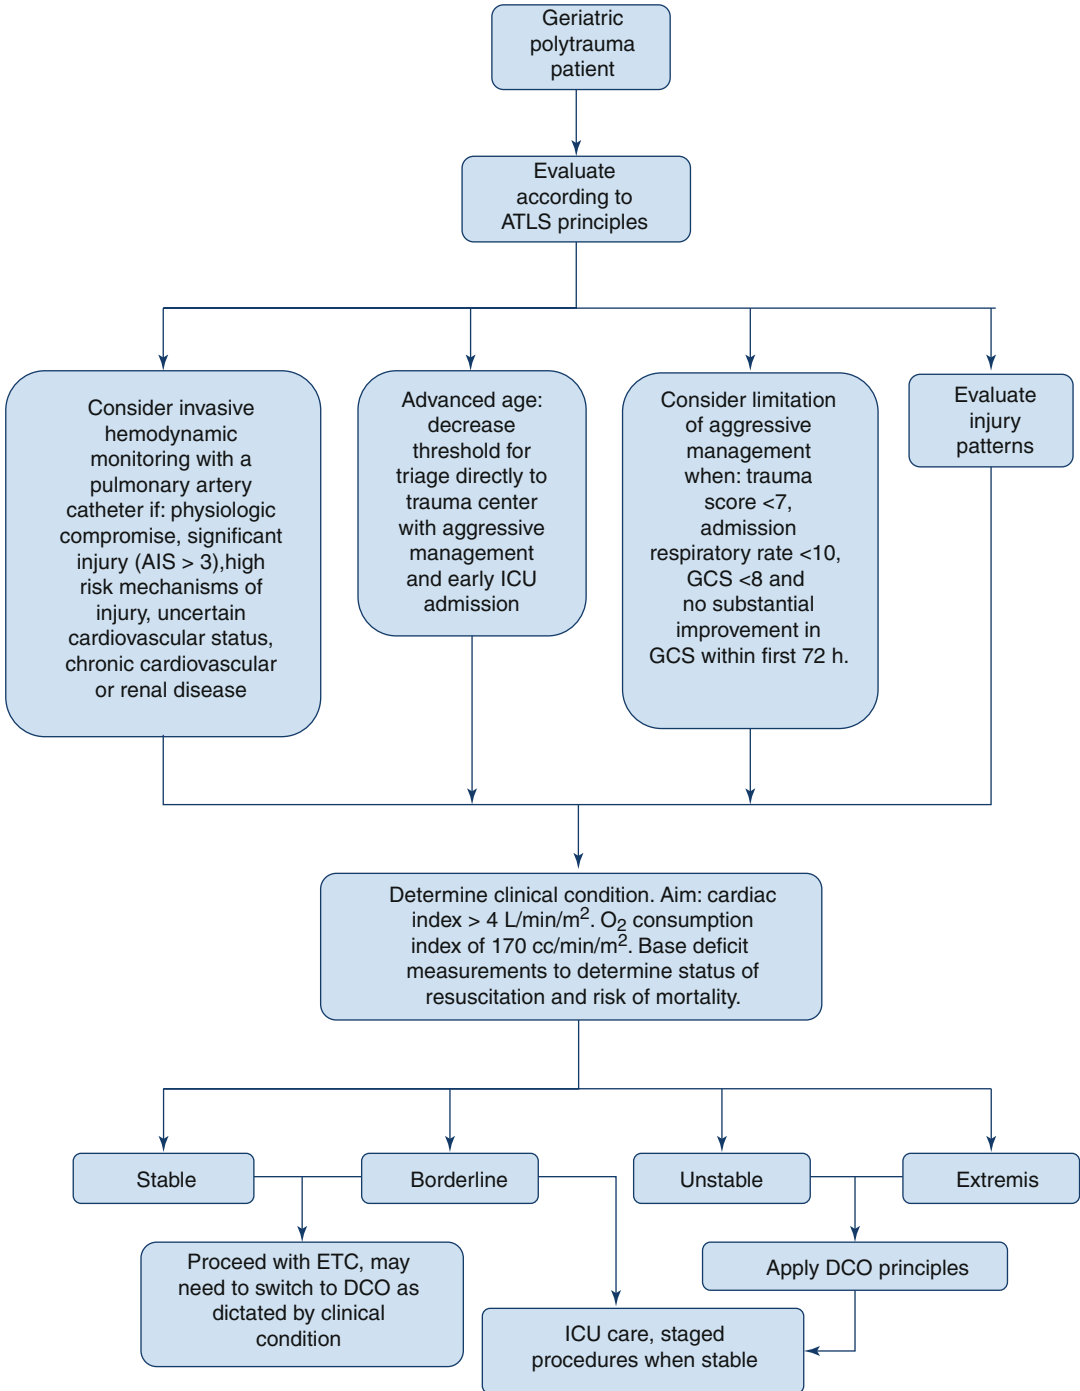 Geriatric
polytrauma
patient
Evaluate
according to
ATLS principles
Consider invasive
hemodynamic
monitoring with a
pulmonary artery
catheter if: physiologic
compromise, significant
injury (AIS > 3),high
risk mechanisms of
injury, uncertain
cardiovascular status,
chronic cardiovascular
or renal disease
Advanced age:
decrease
threshold for
triage directly to
trauma center
with aggressive
management
and early ICU
admission
Consider limitation
of aggressive
management
when: trauma
score <7,
admission
respiratory rate <10,
GCS <8 and
no substantial
improvement in
GCS within first 72 h.
Evaluate
injury
patterns
Determine clinical condition. Aim: cardiac
index > 4 L/min/m². O₂ consumption
index of 170 cc/min/m². Base deficit
measurements to determine status of
resuscitation and risk of mortality.
Stable
Borderline
Unstable
Extremis
Proceed with ETC, may
need to switch to DCO as
dictated by clinical
condition
Apply DCO principles
ICU care, staged
procedures when stable